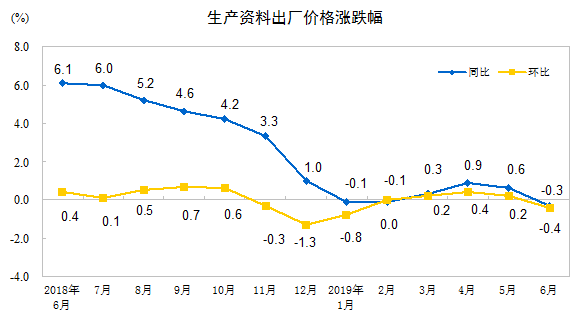 生产资料出厂价格涨跌幅
(%)
8.0
6.0
4.0
2.0
0.0
-2.0
-4.0
同比
环比
6.1
6.0
5.2
4.6
4.2
3.3
1.0
-0.1
-0.1
0.3
0.9
0.6
-0.3
0.4
0.1
0.5
0.7
0.6
-0.3
-1.3
-0.8
0.0
0.2
0.4
0.2
-0.4
2018年
6月
7月
8月
9月
10月
11月
12月
2019年
1月
2月
3月
4月
5月
6月